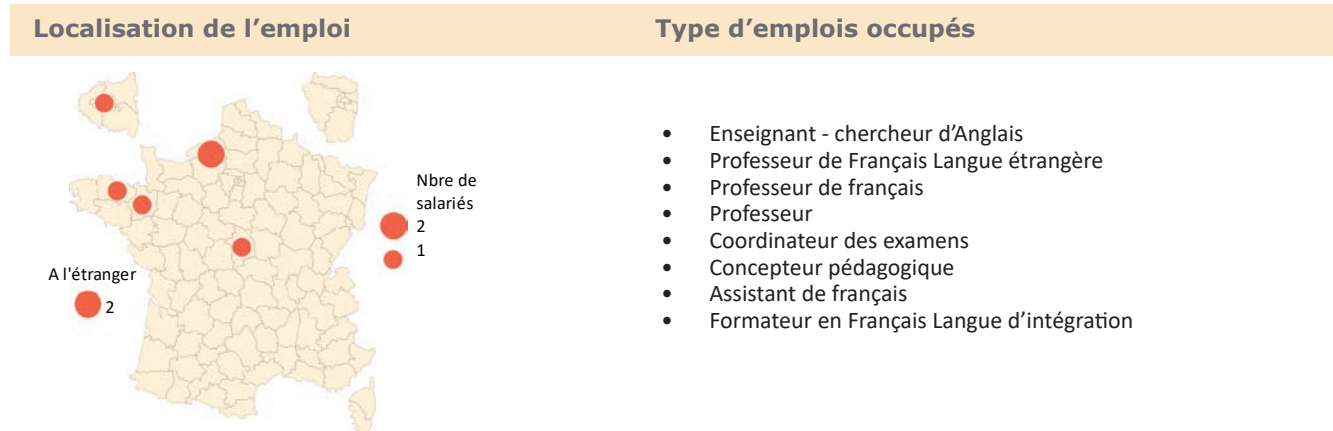 Localisation de l’emploi
Type d’emplois occupés
Nbre de
salariés
2
1
A l'étranger
2
• Enseignant - chercheur d’Anglais
• Professeur de Français Langue étrangère
• Professeur de français
• Professeur
• Coordinateur des examens
• Concepteur pédagogique
• Assistant de français
• Formateur en Français Langue d’intégration